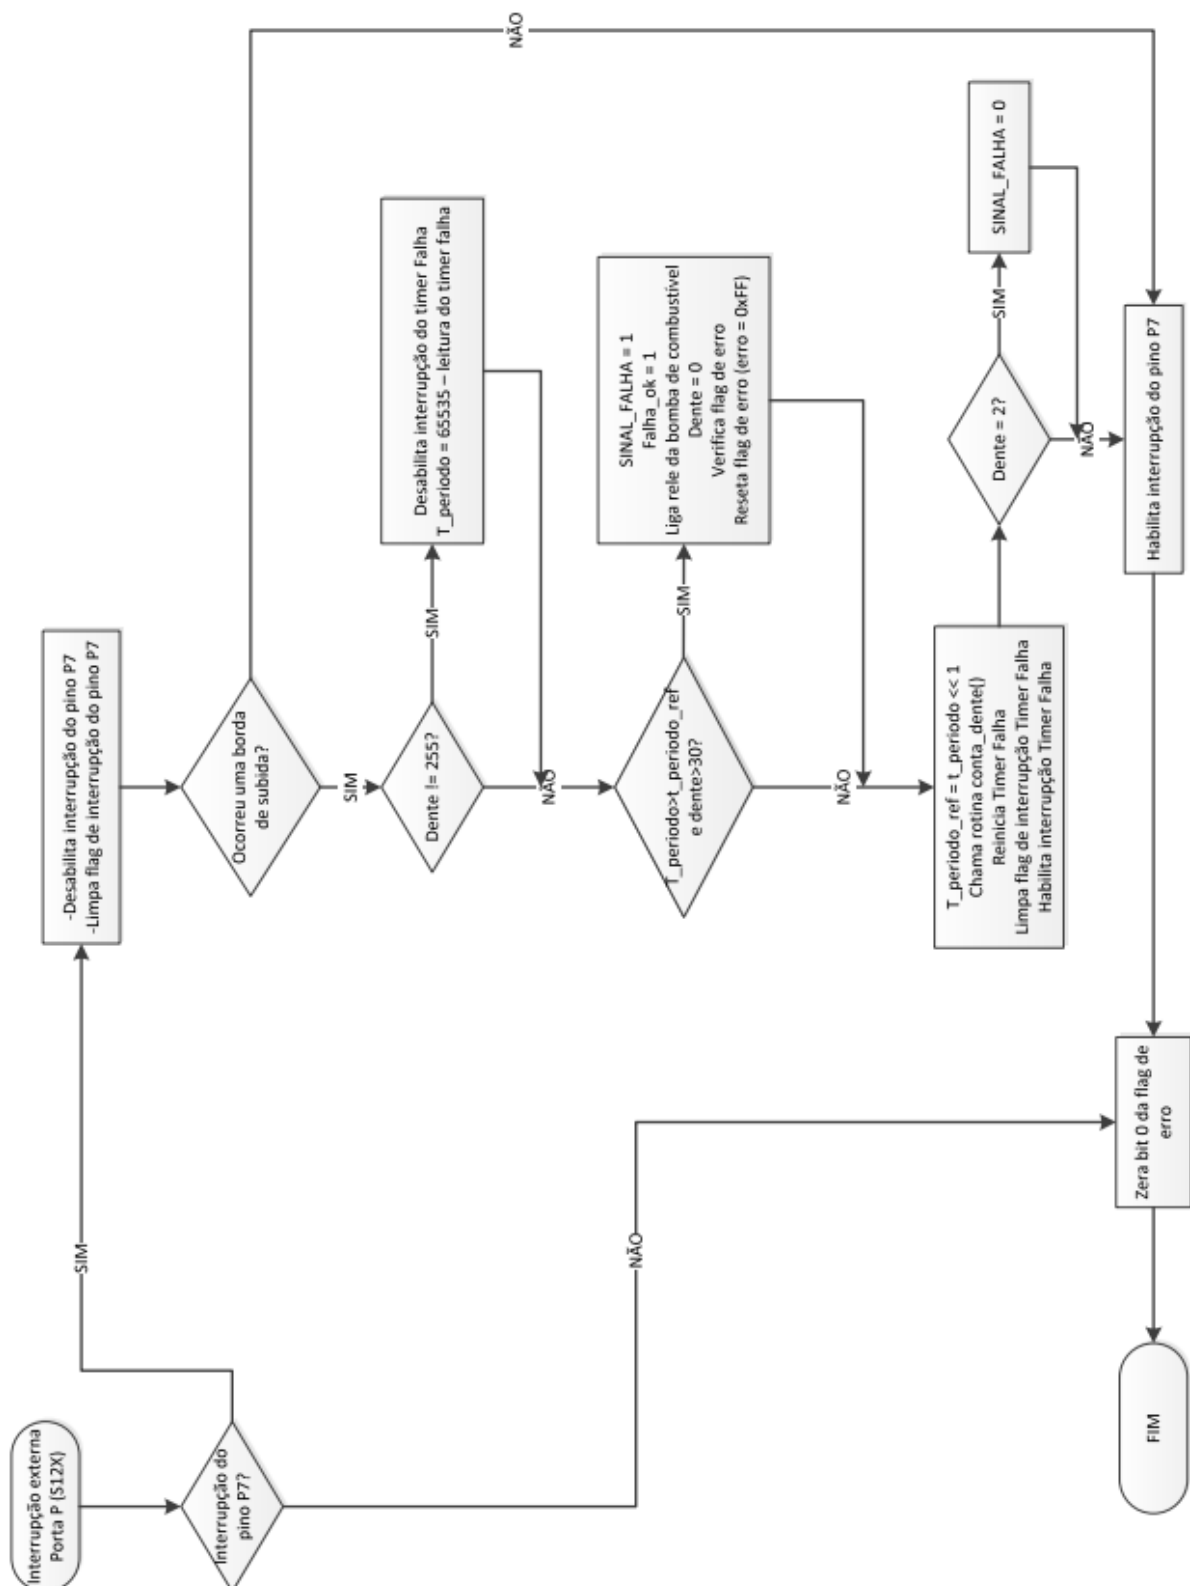 Interrupção externa
Porta P (S12X)
Interrupção do
pino P7?
SIM
NÃO
-Desabilita interrupção do pino P7
-Limpa flag de interrupção do pino P7
Ocorreu uma borda
de subida?
NÃO
SIM
Dente != 255?
SIM
Desabilita interrupção do timer Falha
T_periodo = 65535 – leitura do timer falha
NÃO
T_periodo>t_periodo_ref
e dente>30?
SIM
SINAL_FALHA = 1
Falha_ok = 1
Liga rele da bomba de combustível
Dente = 0
Verifica flag de erro
Reseta flag de erro (erro = 0xFF)
NÃO
T_periodo_ref = t_periodo << 1
Chama rotina conta_dente()
Reinicia Timer Falha
Limpa flag de interrupção Timer Falha
Habilita interrupção Timer Falha
Dente = 2?
SIM
SINAL_FALHA = 0
NÃO
Habilita interrupção do pino P7
Zera bit 0 da flag de
erro
FIM